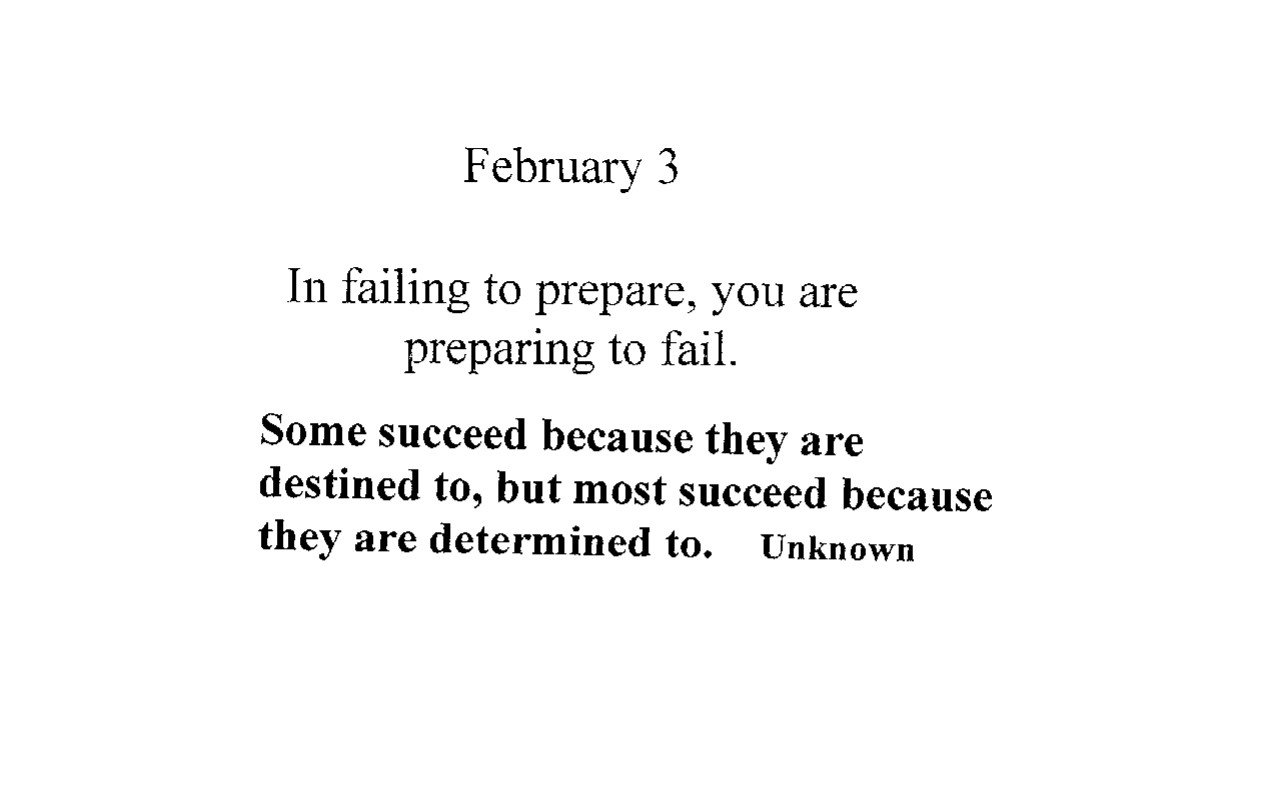 February 3
In failing to prepare, you are
preparing to fail.
Some succeed because they are
destined to, but most succeed because
they are determined to. Unknown